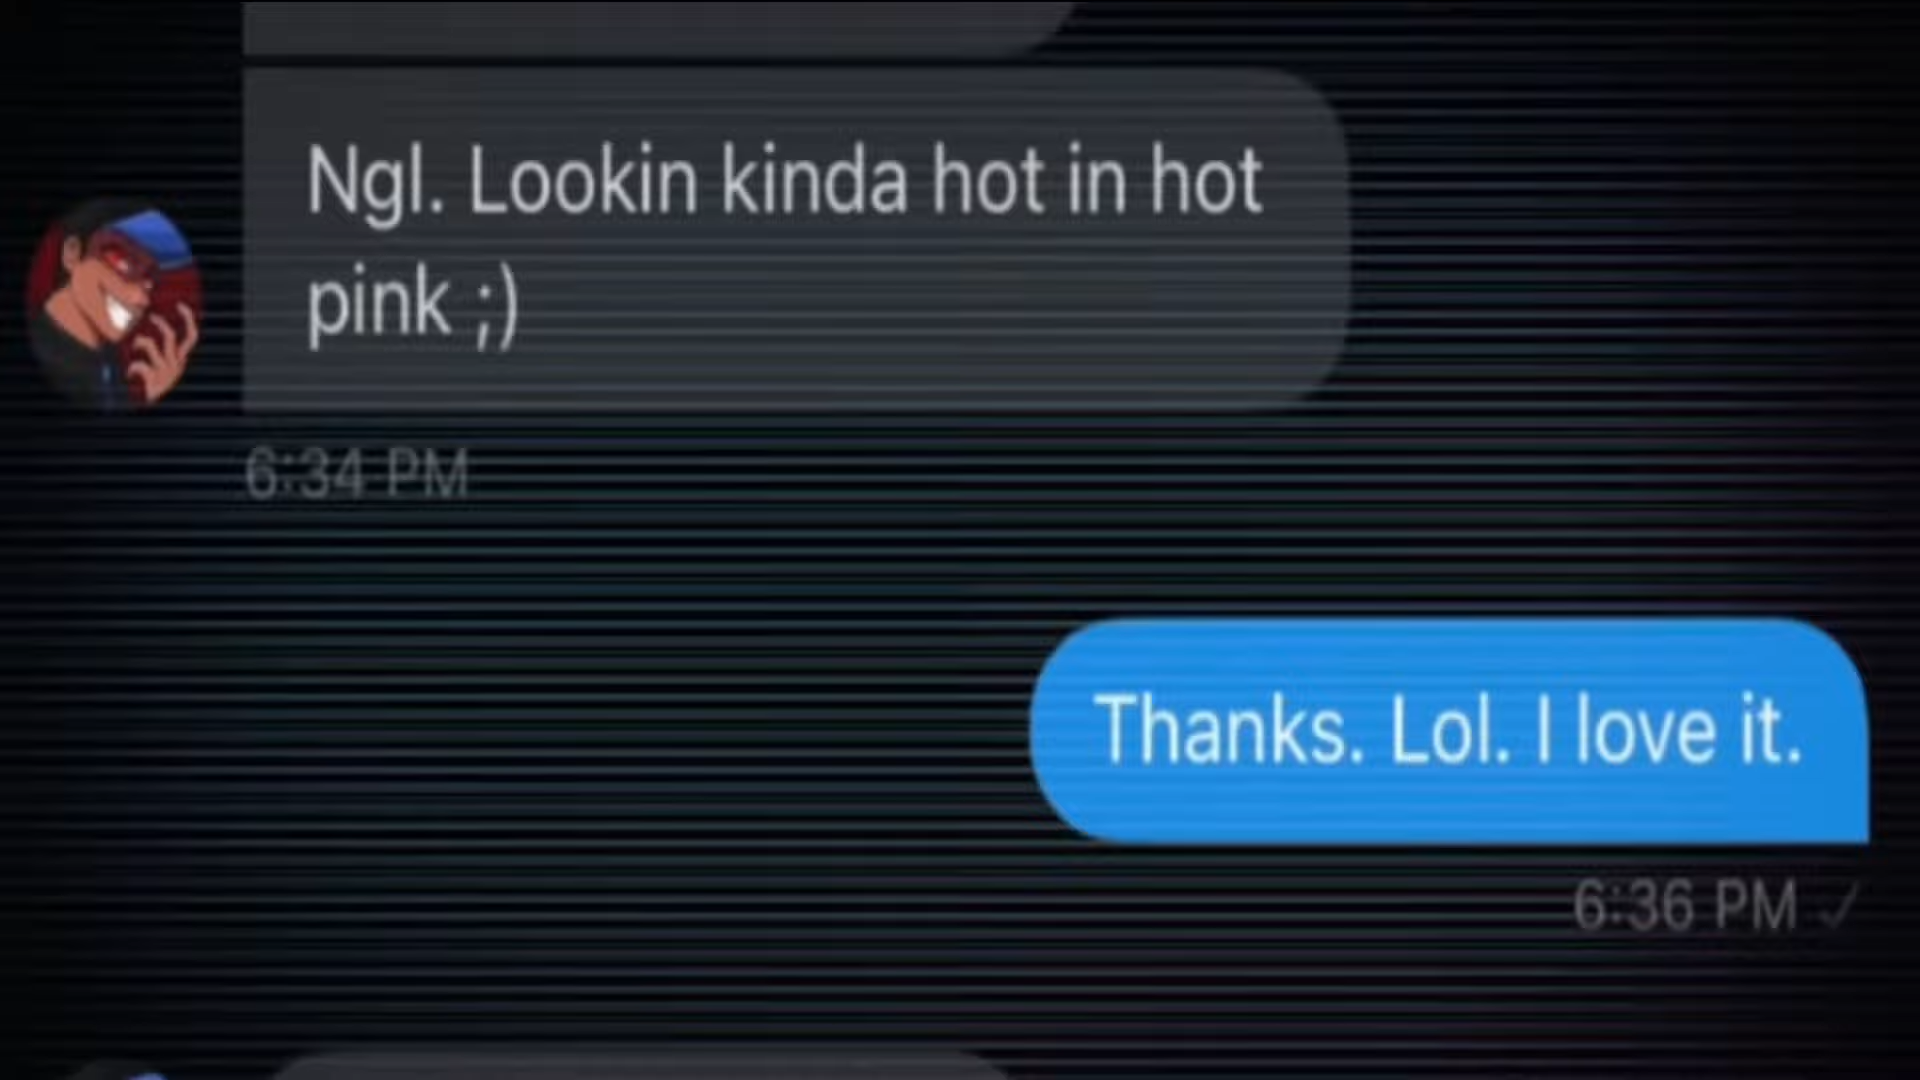 Ngl. Lookin kinda hot in hot
pink ;)
6:34 PM
Thanks. Lol. I love it.
6:36 PM ✓